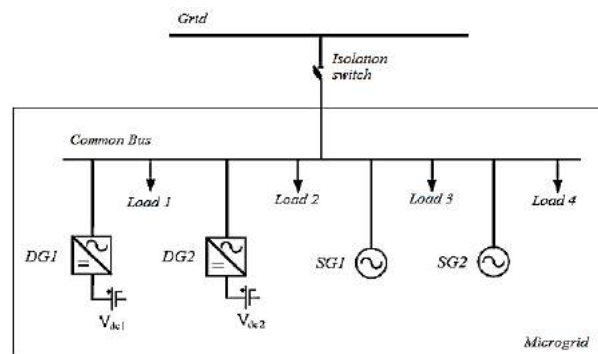 Grid
Isolation
switch
Common Bus
Load 1
Load 2
Load 3
Load 4
DG1
DG2
SG1
SG2
Vdc1
Vdc2
Microgrid